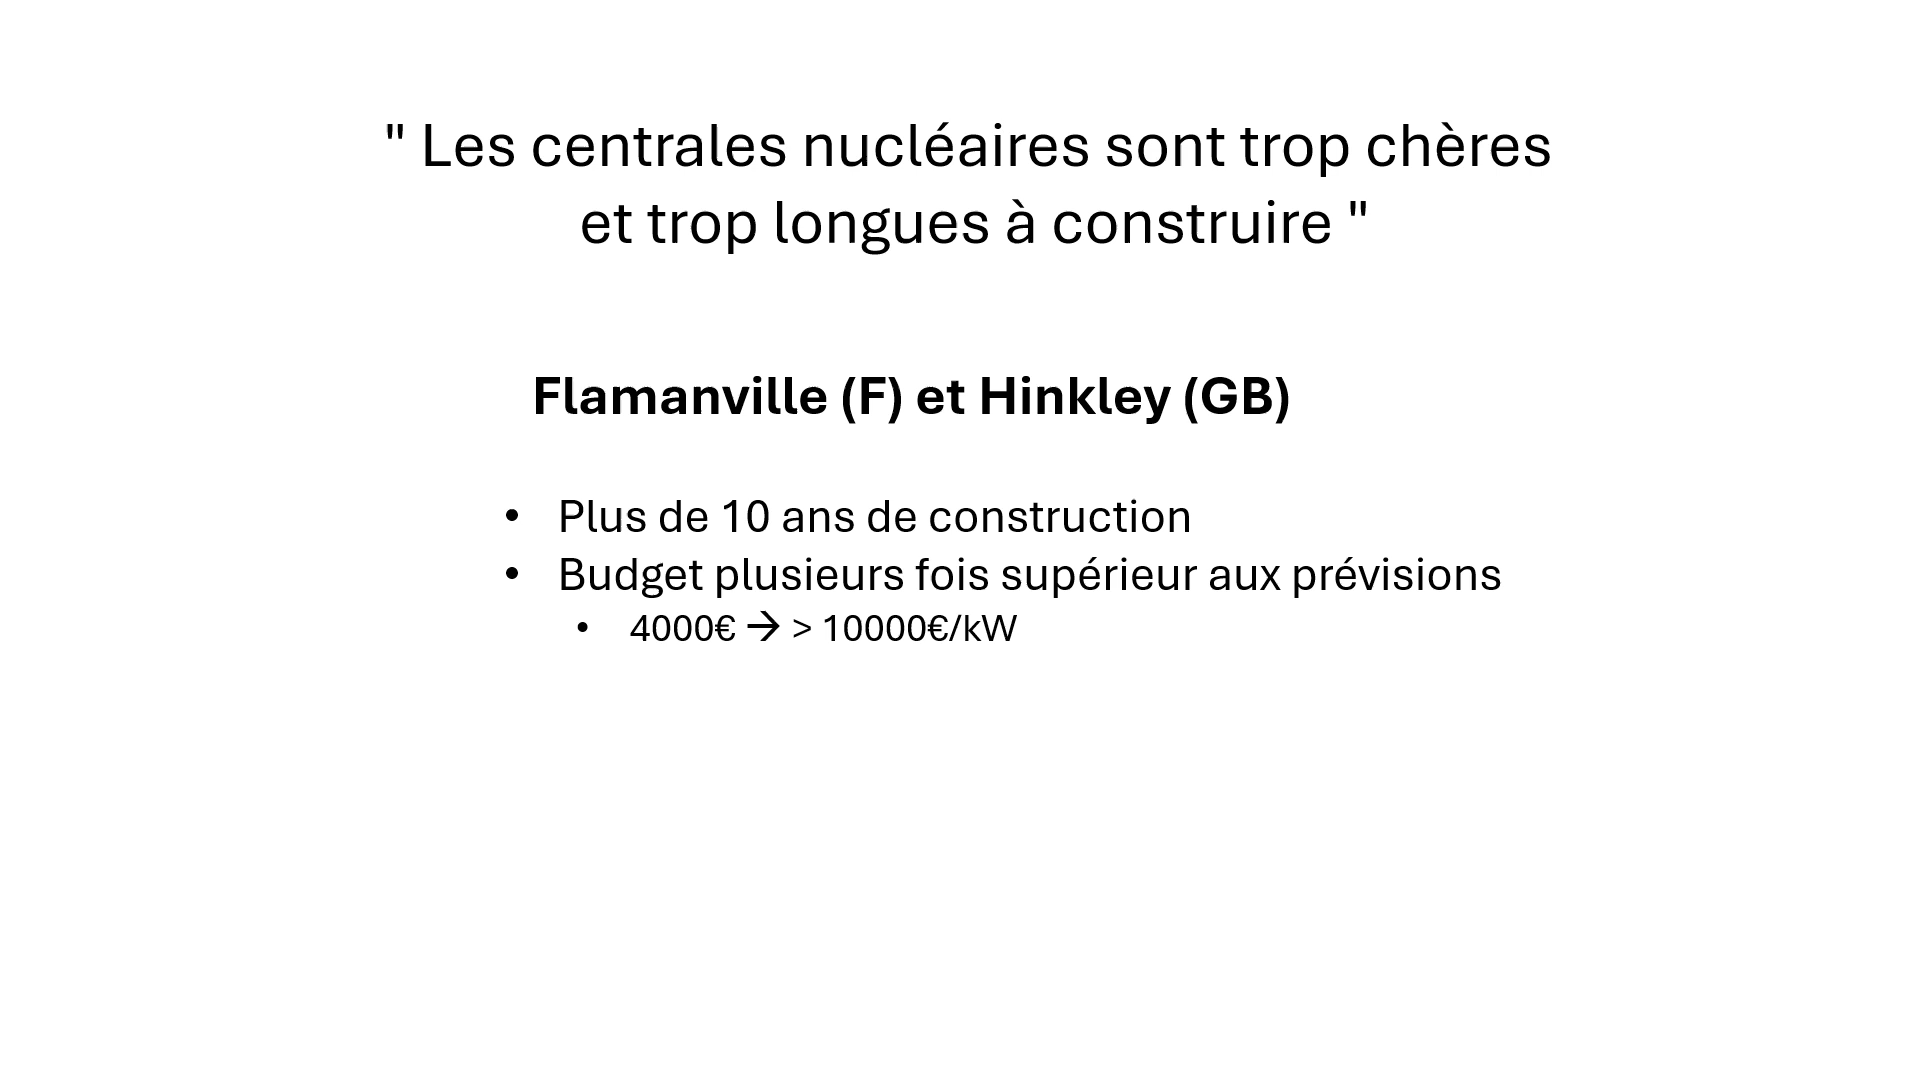 " Les centrales nucléaires sont trop chères
et trop longues à construire "
Flamanville (F) et Hinkley (GB)
• Plus de 10 ans de construction
• Budget plusieurs fois supérieur aux prévisions
• 4000€ → > 10000€/kW